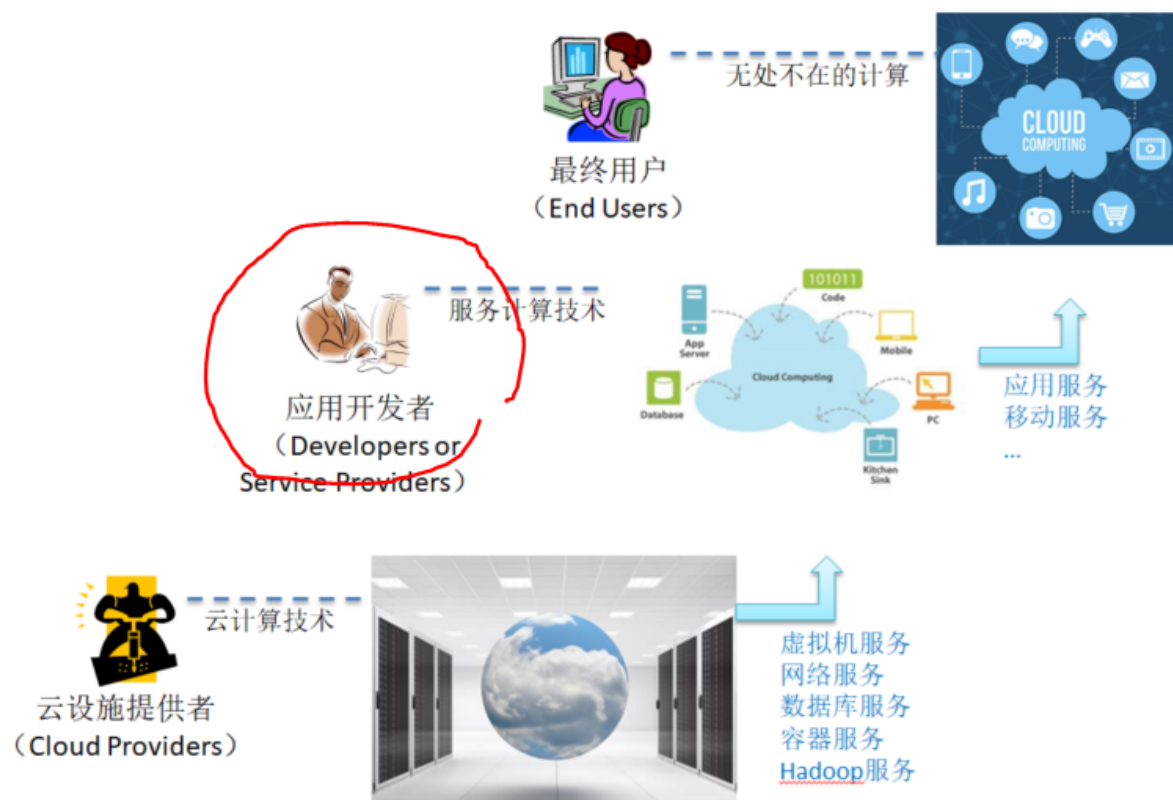 无处不在的计算
CLOUD
COMPUTING
最终用户
（End Users）
服务计算技术
101011
Code
App
Server
Mobile
Cloud Computing
Database
PC
Kitchen
Sink
应用服务
移动服务
...
应用开发者
（Developers or
Service Providers）
云计算技术
云设施提供者
（Cloud Providers）
虚拟机服务
网络服务
数据库服务
容器服务
Hadoop服务